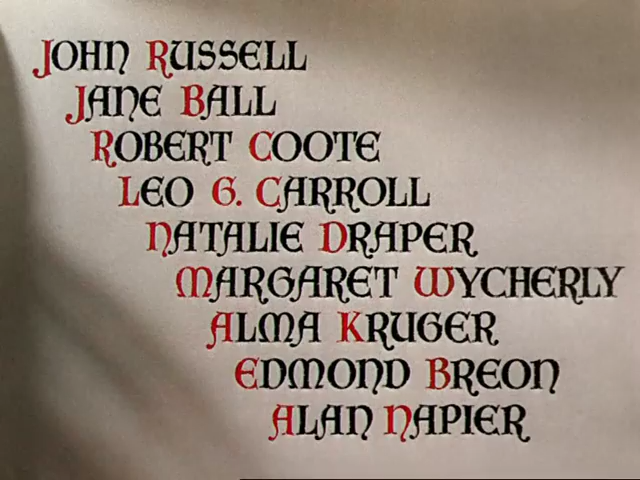 John Russell
Jane Ball
Robert Coote
Leo G. Carroll
Natalie Draper
Margaret Wycherly
Alma Kruger
Edmond Breon
Alan Napier